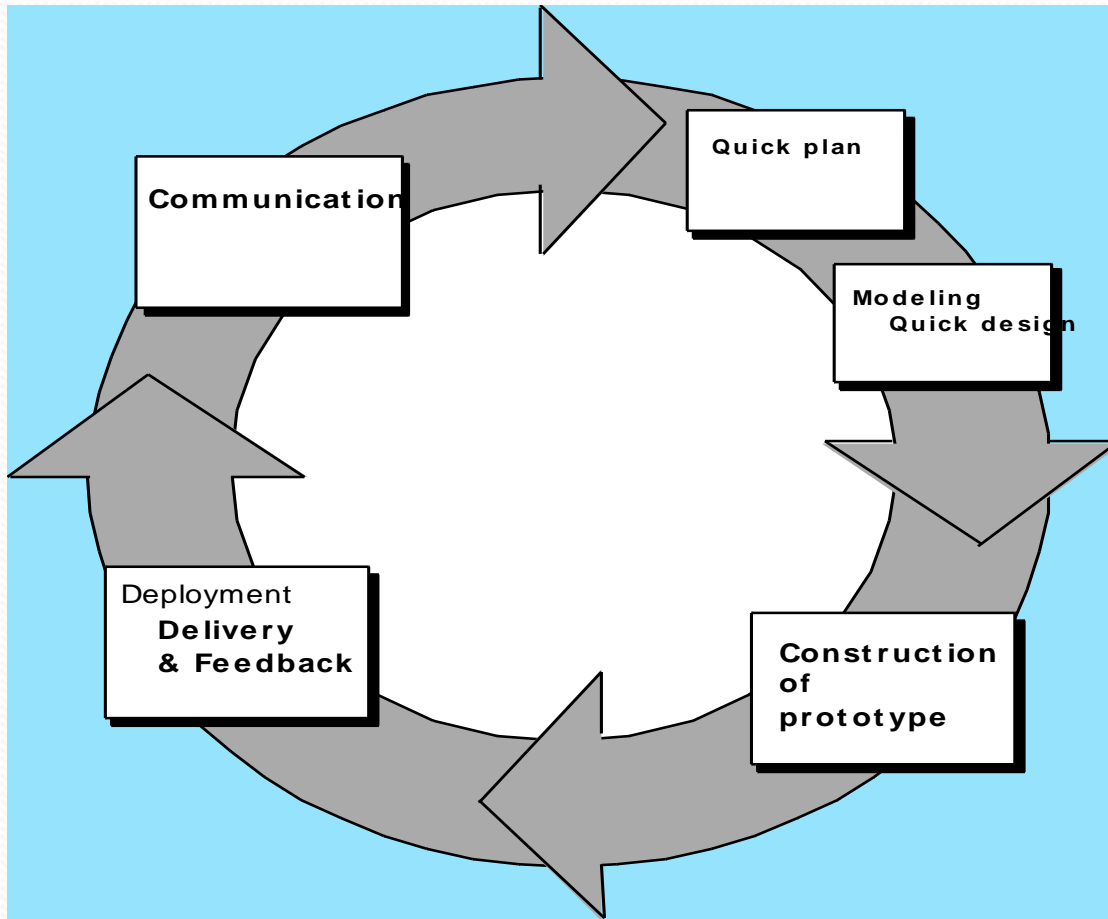 Communication
Quick plan
Modeling
Quick design
Construction
of
prototype
Deployment
Delivery
& Feedback